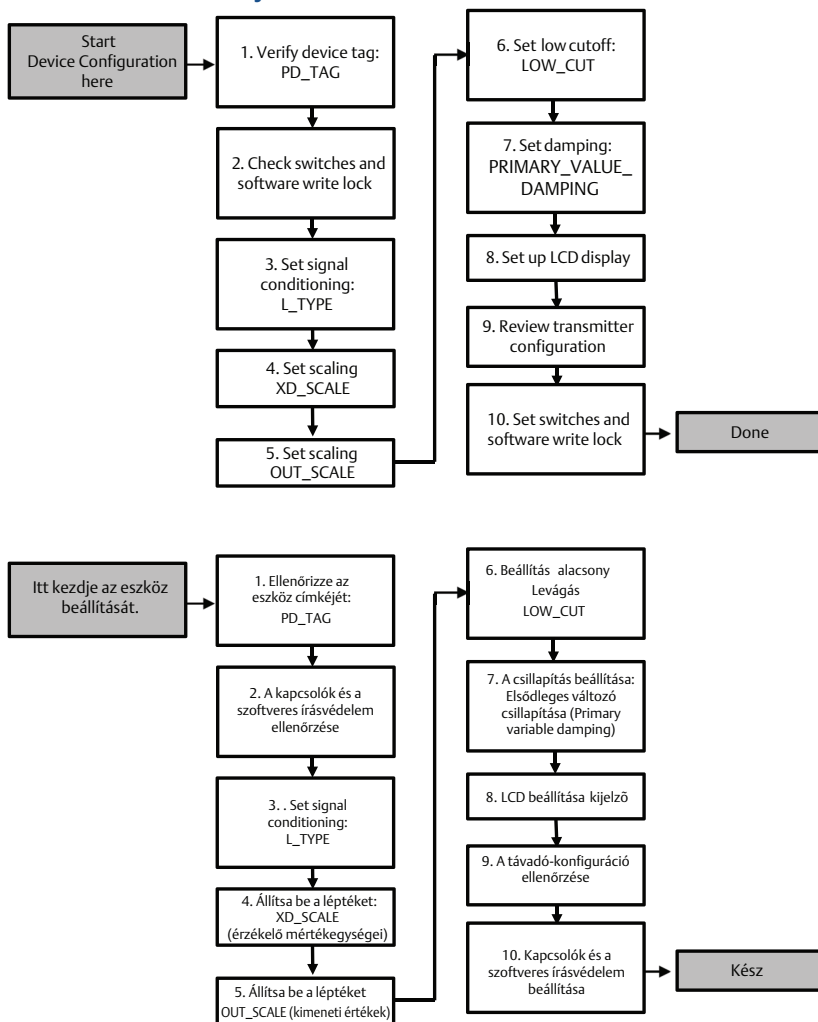 Start
Device Configuration
here
1. Verify device tag:
PD_TAG
2. Check switches and
software write lock
3. Set signal
conditioning:
L_TYPE
4. Set scaling
XD_SCALE
5. Set scaling
OUT_SCALE
6. Set low cutoff:
LOW_CUT
7. Set damping:
PRIMARY_VALUE_
DAMPING
8. Set up LCD display
9. Review transmitter
configuration
10. Set switches and
software write lock
Done
Itt kezdje az eszköz
beállítását.
1. Ellenőrizze az
eszköz címkéjét:
PD_TAG
2. A kapcsolók és a
szoftveres írásvédelem
ellenőrzése
3. . Set signal
conditioning:
L_TYPE
4. Állítsa be a léptéket:
XD_SCALE
(érzékelő mértékegységei)
5. Állítsa be a léptéket
OUT_SCALE (kimeneti értékek)
6. Beállítás alacsony
Levágás
LOW_CUT
7. A csillapítás beállítása:
Elsődleges változó
csillapítása (Primary
variable damping)
8. LCD beállítása kijelzõ
9. A távadó-konfiguráció
ellenőrzése
10. Kapcsolók és a
szoftveres írásvédelem
beállítása
Kész